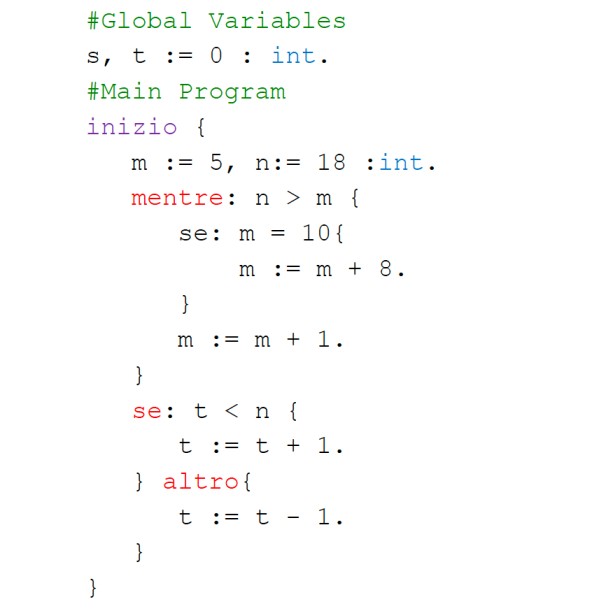 #Global Variables
s, t := 0 : int.
#Main Program
inizio {
m := 5, n:= 18 :int.
mentre: n > m {
se: m = 10{
m := m + 8.
}
m := m + 1.
}
se: t < n {
t := t + 1.
} altro{
t := t - 1.
}
}